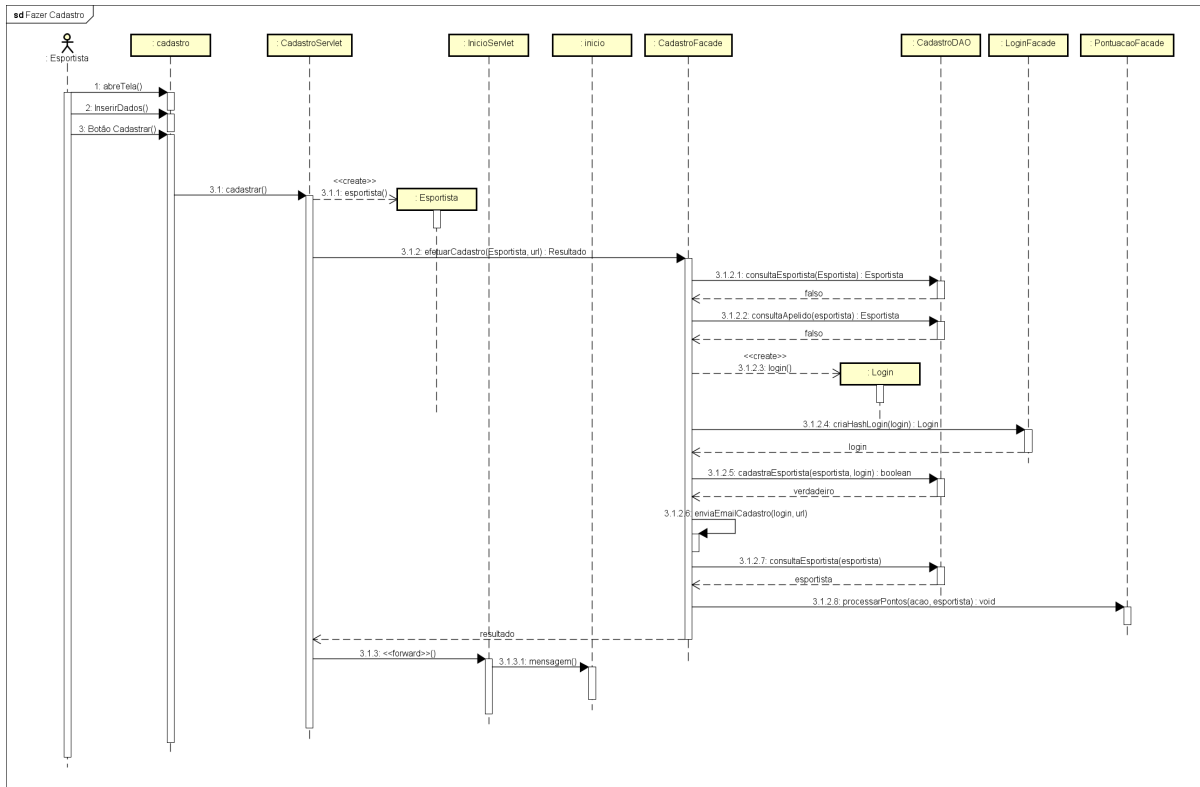 sd Fazer Cadastro
: Esportista
: cadastro
: CadastroServlet
: InicioServlet
: inicio
: CadastroFacade
: CadastroDAO
: LoginFacade
: PontuacaoFacade
1: abreTela()
2: InserirDados()
3: Botão Cadastrar()
3.1: cadastrar()
<<create>>
3.1.1: esportista()
: Esportista
3.1.2: efetuarCadastro(Esportista, url) : Resultado
3.1.2.1: consultaEsportista(Esportista) : Esportista
falso
3.1.2.2: consultaApelido(esportista) : Esportista
falso
<<create>>
3.1.2.3: login()
: Login
3.1.2.4: criaHashLogin(login) : Login
login
3.1.2.5: cadastraEsportista(esportista, login) : boolean
verdadeiro
3.1.2.6: enviaEmailCadastro(login, url)
3.1.2.7: consultaEsportista(esportista)
esportista
3.1.2.8: processarPontos(acao, esportista) : void
resultado
3.1.3: <<forward>>()
3.1.3.1: mensagem()